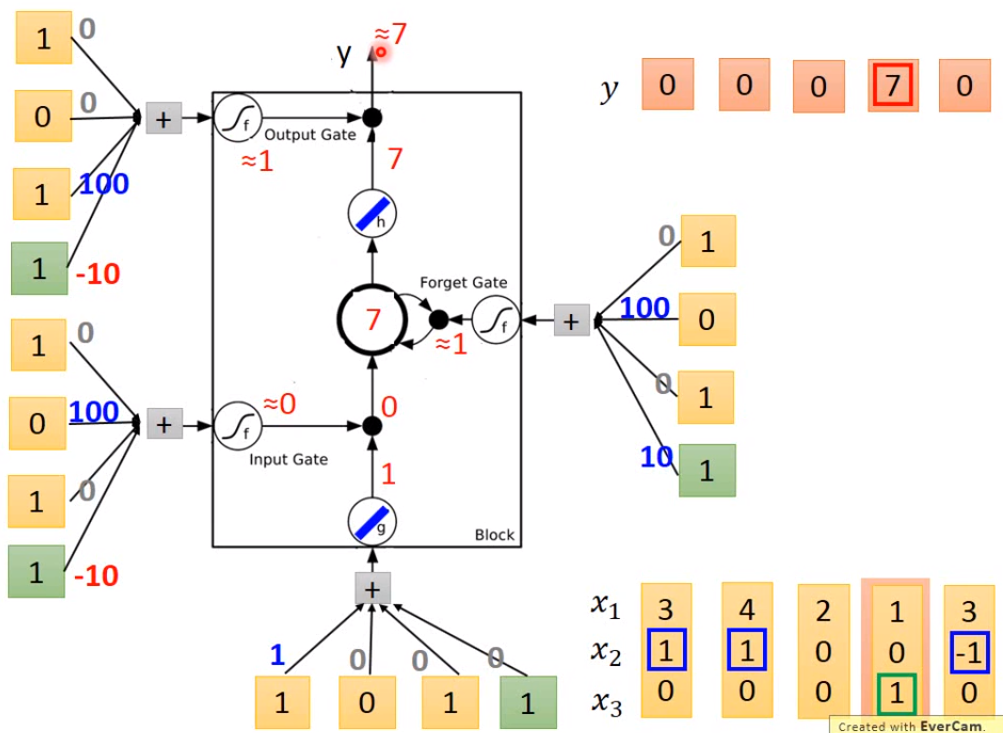 1 0
0 0
1 100
1 -10
+
f
Output Gate
≈1
y
≈7
7
h
7
Forget Gate
f
≈1
+
0 1
100 0
0 1
10 1
1 0
0 100
1 0
1 -10
+
f
≈0
Input Gate
0
1
g
Block
+
1 0 0 0
1 0 1 1
y 0 0 0 7 0
x₁ 3 4 2 1 3
x₂ 1 1 0 0 -1
x₃ 0 0 0 1 0
Created with EverCam.